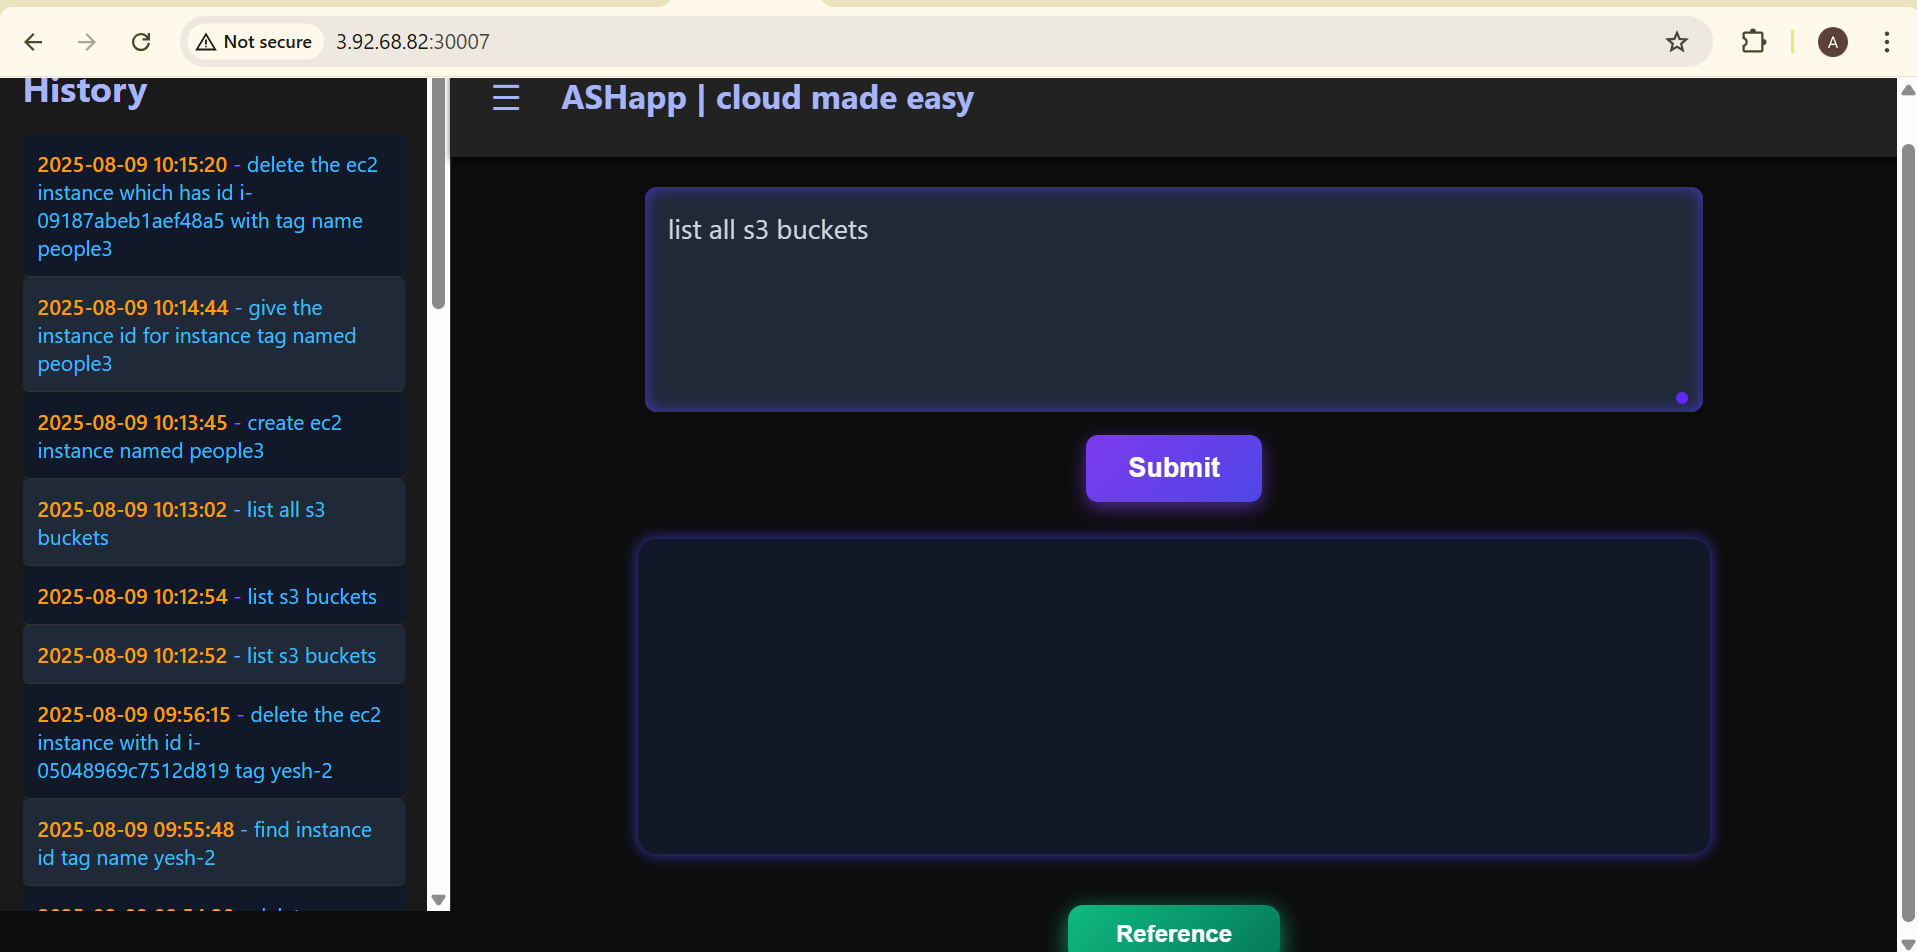 Not secure 3.92.68.82:30007
A
History
2025-08-09 10:15:20 - delete the ec2
instance which has id i-
09187abeb1aef48a5 with tag name
people3
2025-08-09 10:14:44 - give the
instance id for instance tag named
people3
2025-08-09 10:13:45 - create ec2
instance named people3
2025-08-09 10:13:02 - list all s3
buckets
2025-08-09 10:12:54 - list s3 buckets
2025-08-09 10:12:52 - list s3 buckets
2025-08-09 09:56:15 - delete the ec2
instance with id i-
05048969c7512d819 tag yesh-2
2025-08-09 09:55:48 - find instance
id tag name yesh-2
ASHapp | cloud made easy
list all s3 buckets
Submit
Reference